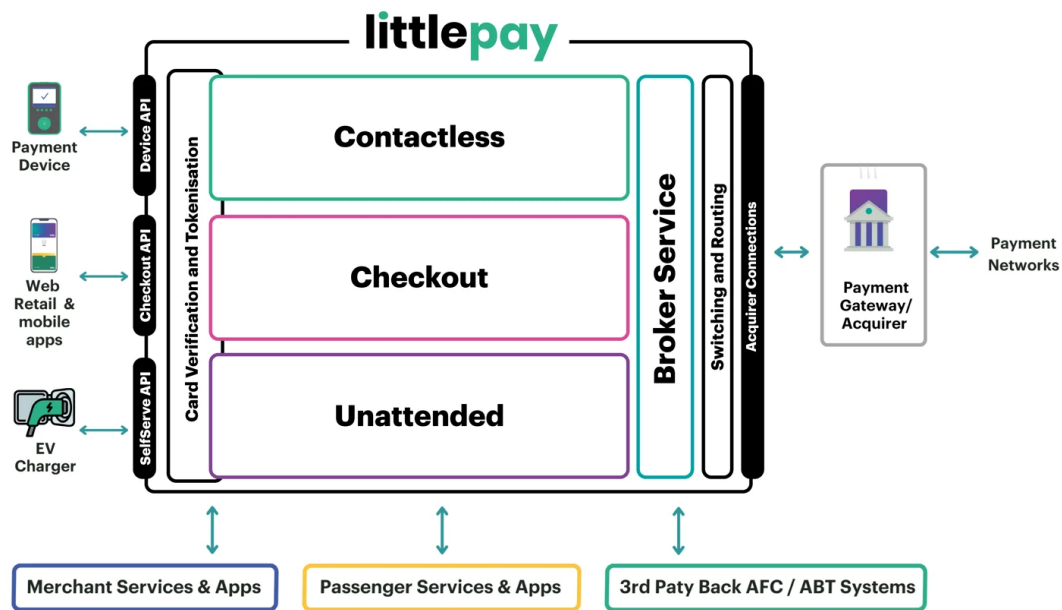 littlepay
Payment
Device
Device API
Card Verification and Tokenisation
Contactless
Web
Retail & mobile
apps
Checkout API
Checkout
EV
Charger
SelfServe API
Unattended
Broker Service
Switching and Routing
Acquirer Connections
Payment
Gateway/
Acquirer
Payment
Networks
Merchant Services & Apps
Passenger Services & Apps
3rd Paty Back AFC / ABT Systems